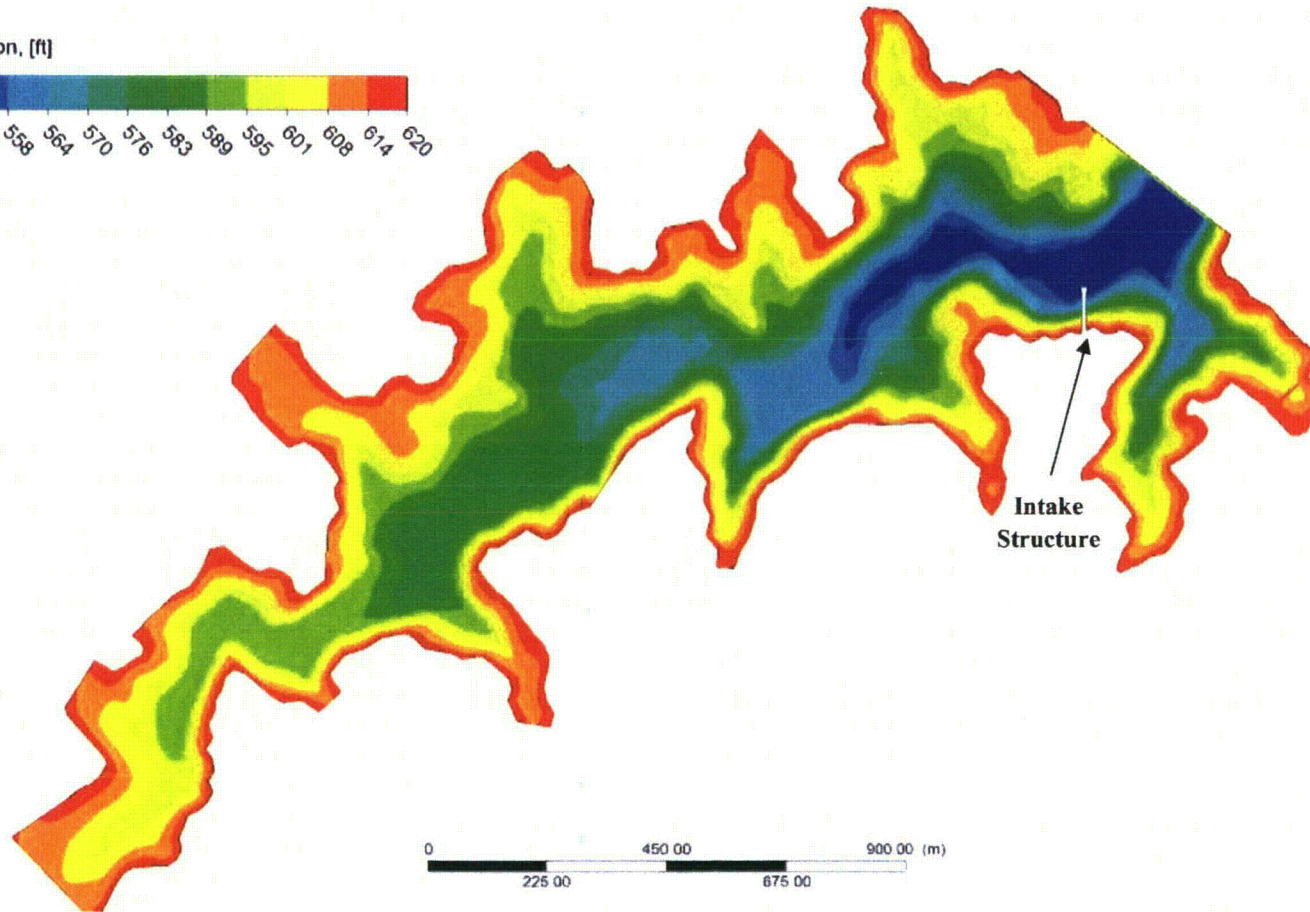 on, [ft]
558 564 570 576 583 589 595 601 608 614 620
Intake
Structure
0 450 00 900 00 (m)
225 00 675 00